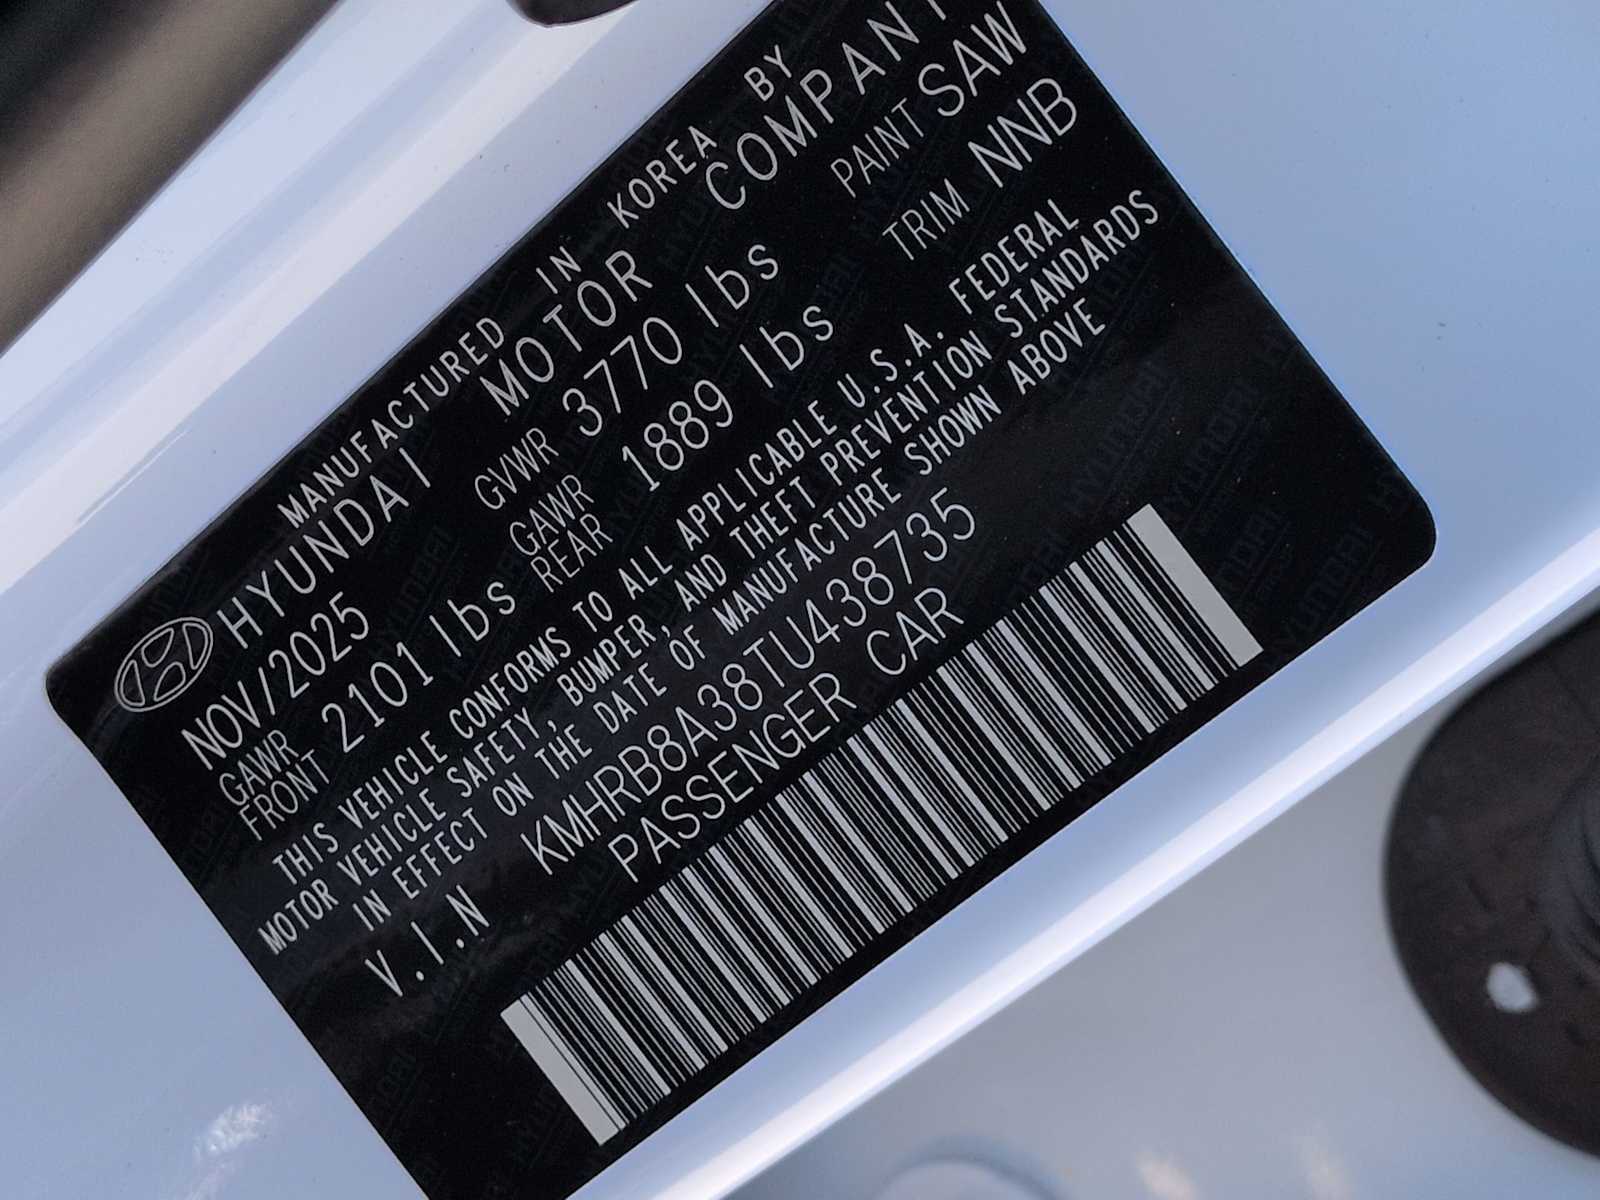 MANUFACTURED IN KOREA BY
HYUNDAI MOTOR COMPANY
NOV/2025 GVWR 3770 lbs PAINT SAW
GAWR FRONT 2101 lbs GAWR REAR 1889 lbs TRIM NNB
THIS VEHICLE CONFORMS TO ALL APPLICABLE U.S.A. FEDERAL
MOTOR VEHICLE SAFETY, BUMPER, AND THEFT PREVENTION STANDARDS
IN EFFECT ON THE DATE OF MANUFACTURE SHOWN ABOVE
V.I.N KMHRB8A38TU438735
PASSENGER CAR